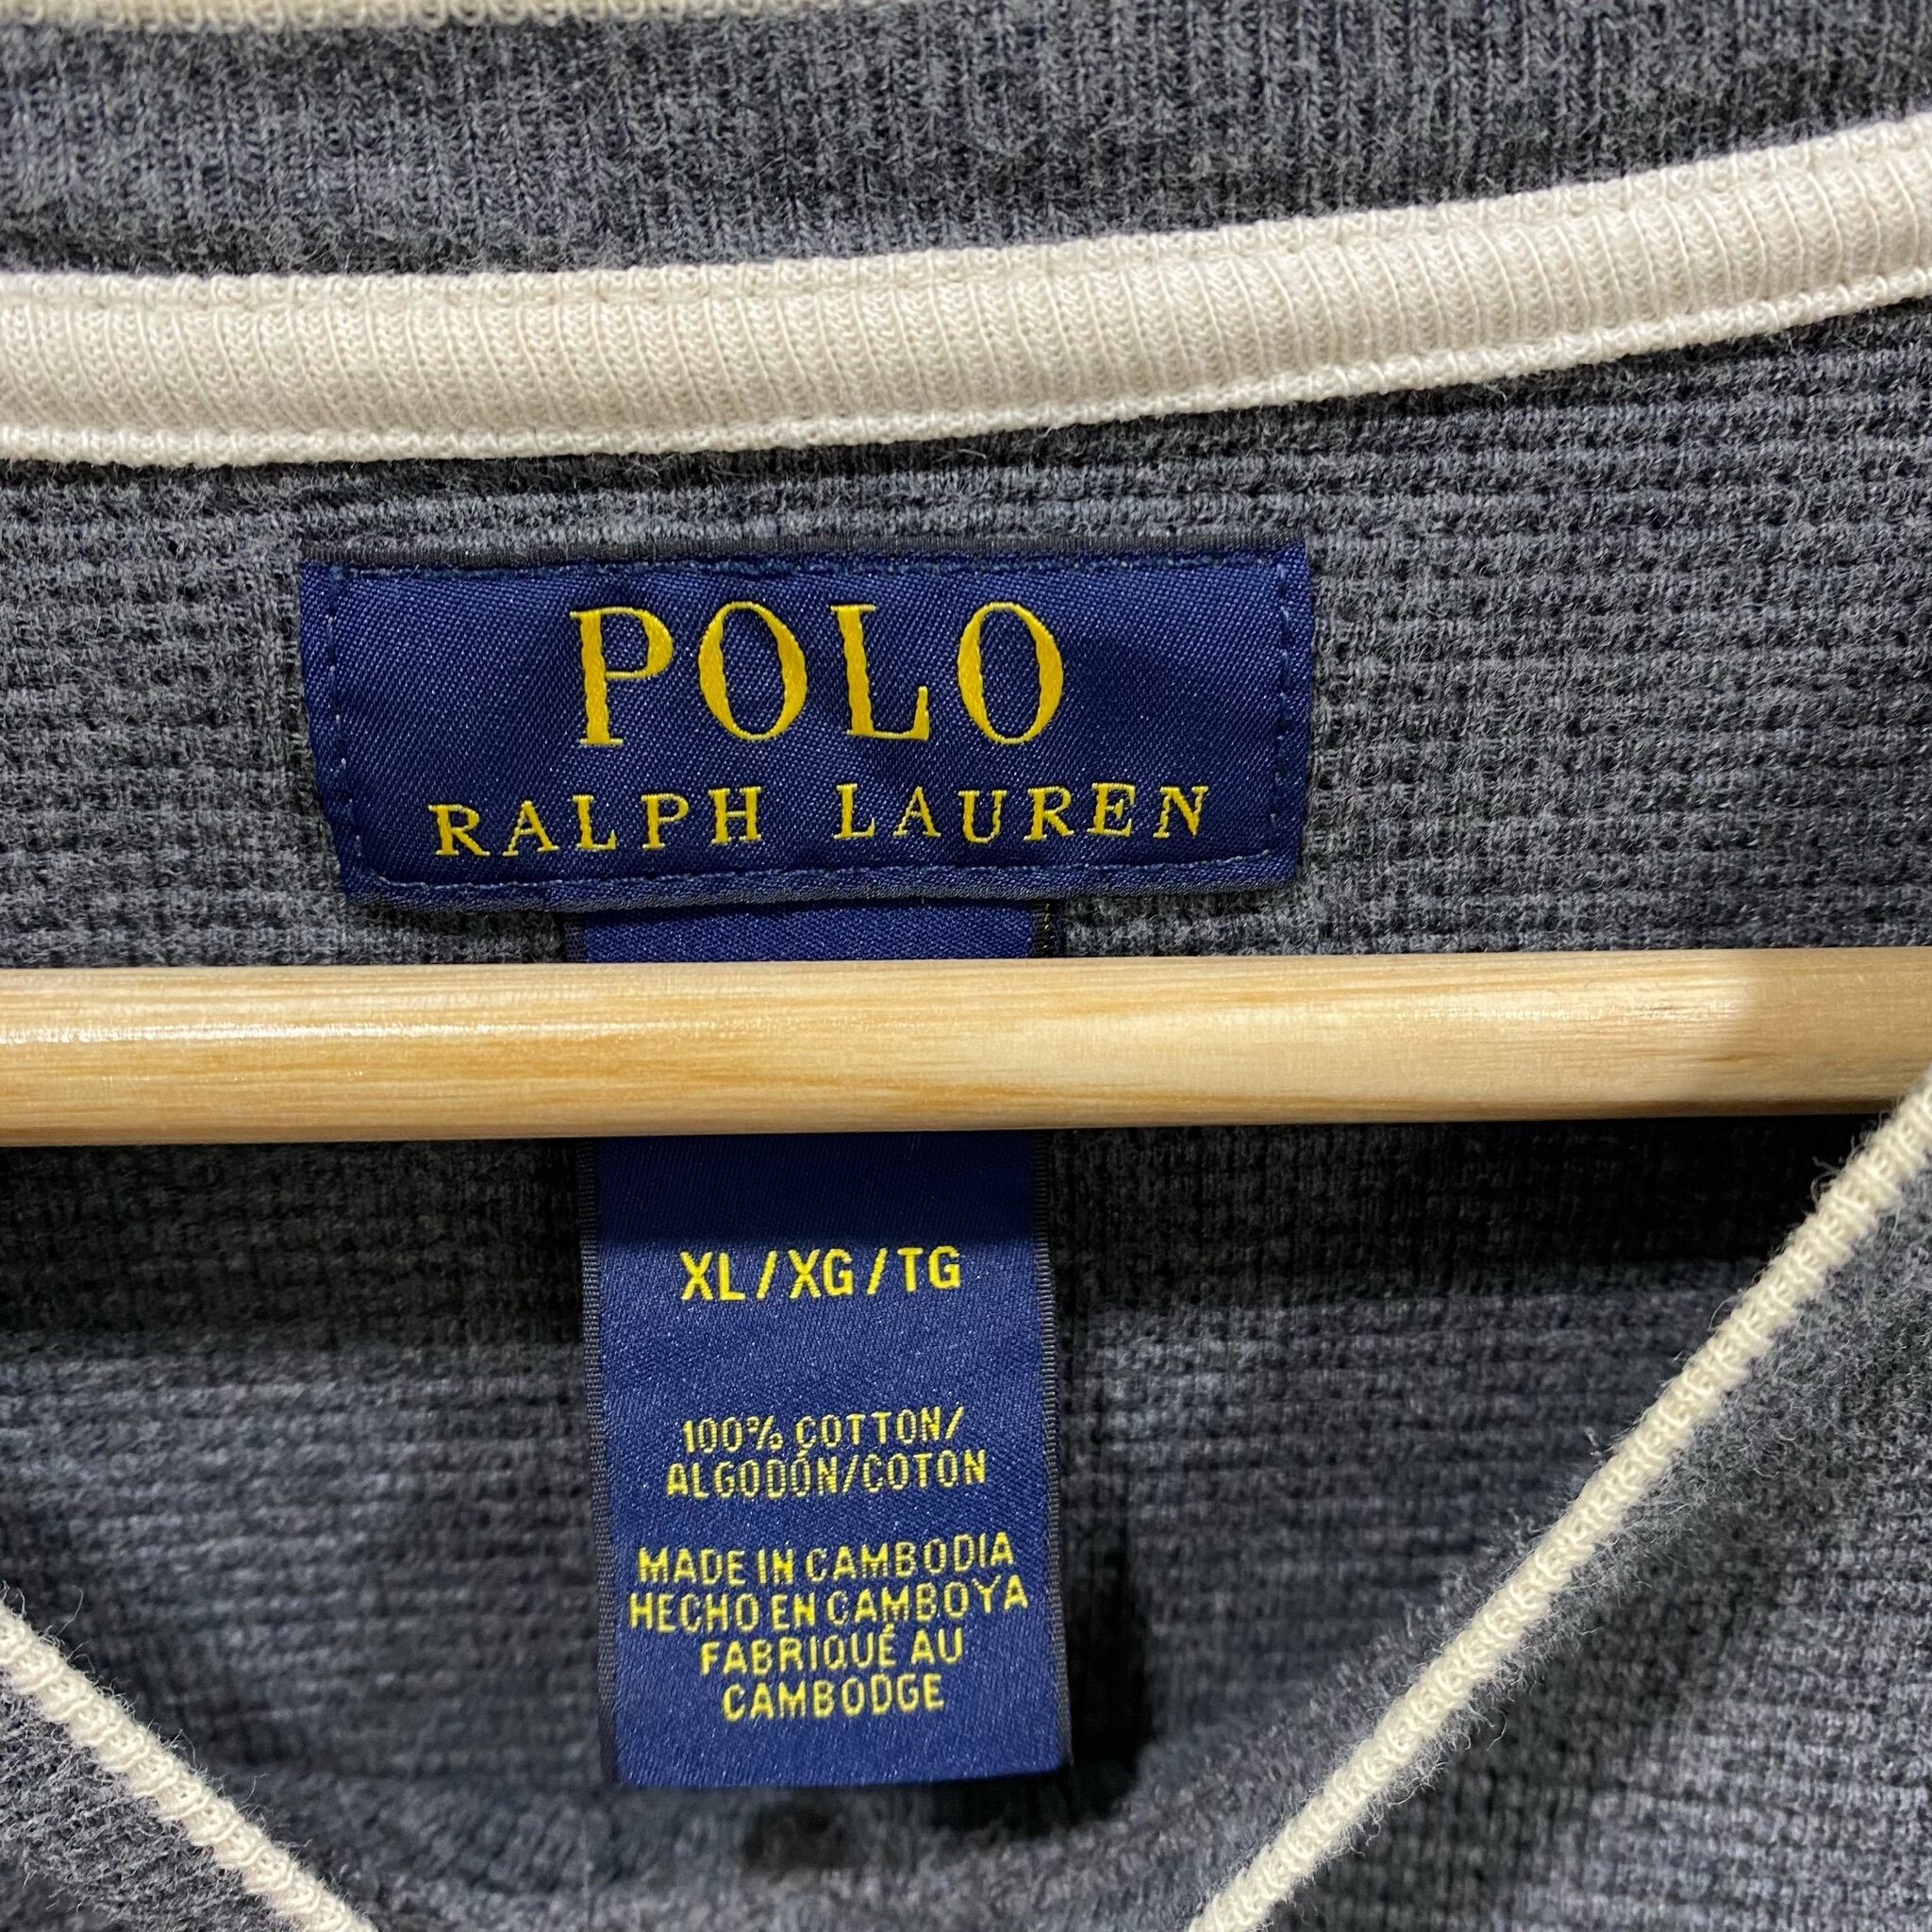 POLO
RALPH LAUREN
XL/XG/TG
100% COTTON/
ALGODÓN/COTON
MADE IN CAMBODIA
HECHO EN CAMBOYA
FABRIQUÉ AU
CAMBODGE